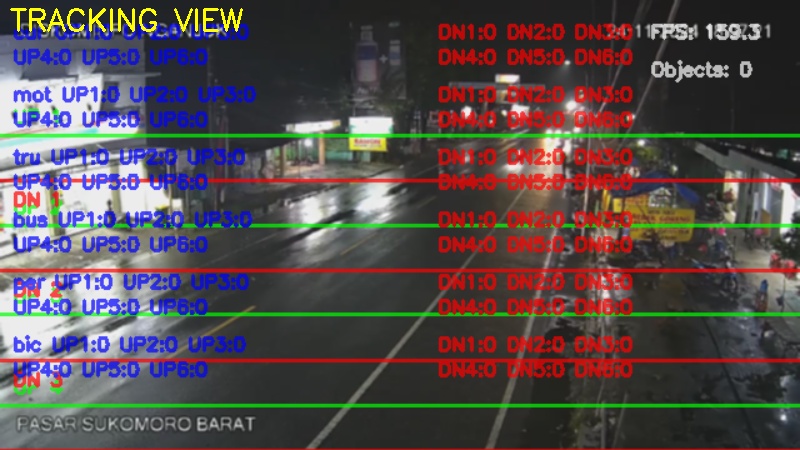 TRACKING VIEW
UP1:0 UP2:0 UP3:0 DN1:0 DN2:0 DN3:0 FPS: 159.3
UP4:0 UP5:0 UP6:0 DN4:0 DN5:0 DN6:0 Objects: 0
mot UP1:0 UP2:0 UP3:0 DN1:0 DN2:0 DN3:0
UP4:0 UP5:0 UP6:0 DN4:0 DN5:0 DN6:0
tru UP1:0 UP2:0 UP3:0 DN1:0 DN2:0 DN3:0
UP4:0 UP5:0 UP6:0 DN4:0 DN5:0 DN6:0
DN 1
bus UP1:0 UP2:0 UP3:0 DN1:0 DN2:0 DN3:0
UP4:0 UP5:0 UP6:0 DN4:0 DN5:0 DN6:0
per UP1:0 UP2:0 UP3:0 DN1:0 DN2:0 DN3:0
DN 2
UP4:0 UP5:0 UP6:0 DN4:0 DN5:0 DN6:0
bic UP1:0 UP2:0 UP3:0 DN1:0 DN2:0 DN3:0
UP4:0 UP5:0 UP6:0 DN4:0 DN5:0 DN6:0
DN 3
PASAR SUKOMORO BARAT